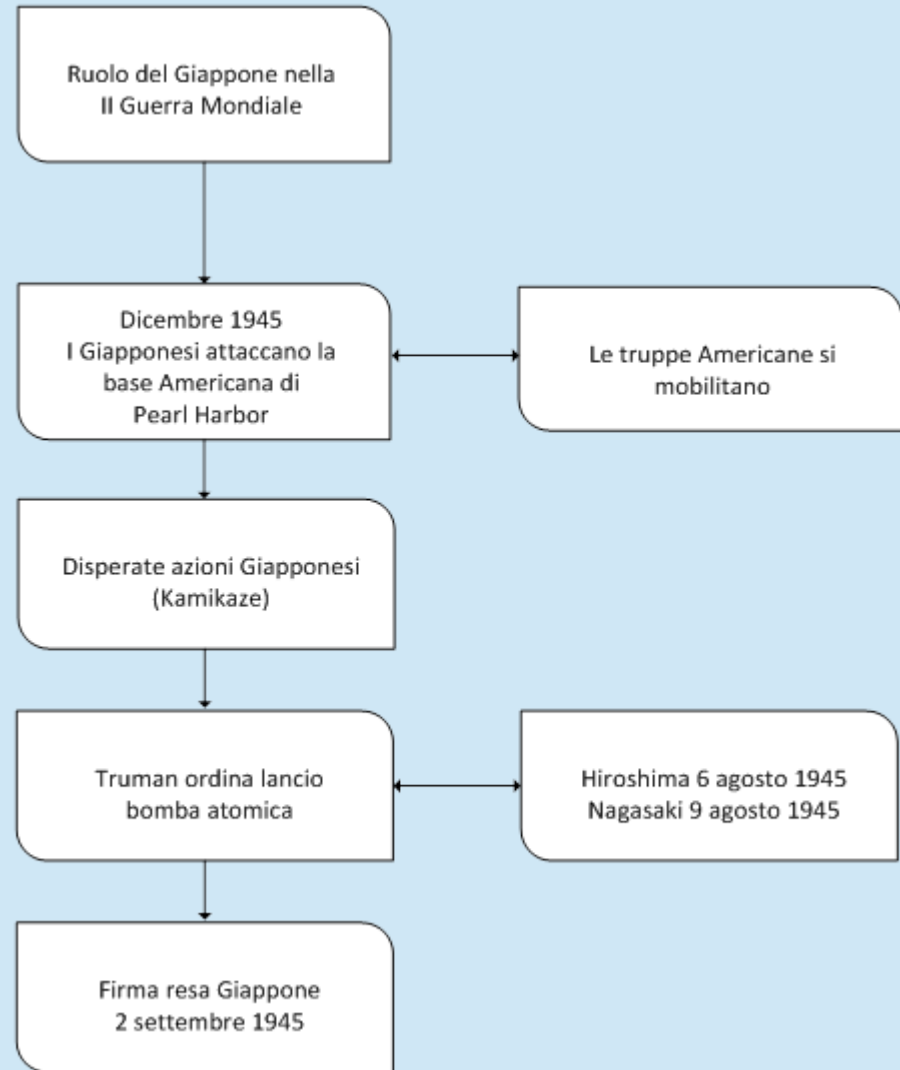 Ruolo del Giappone nella
II Guerra Mondiale
Dicembre 1945
I Giapponesi attaccano la
base Americana di
Pearl Harbor
Le truppe Americane si
mobilitano
Disperate azioni Giapponesi
(Kamikaze)
Truman ordina lancio
bomba atomica
Hiroshima 6 agosto 1945
Nagasaki 9 agosto 1945
Firma resa Giappone
2 settembre 1945